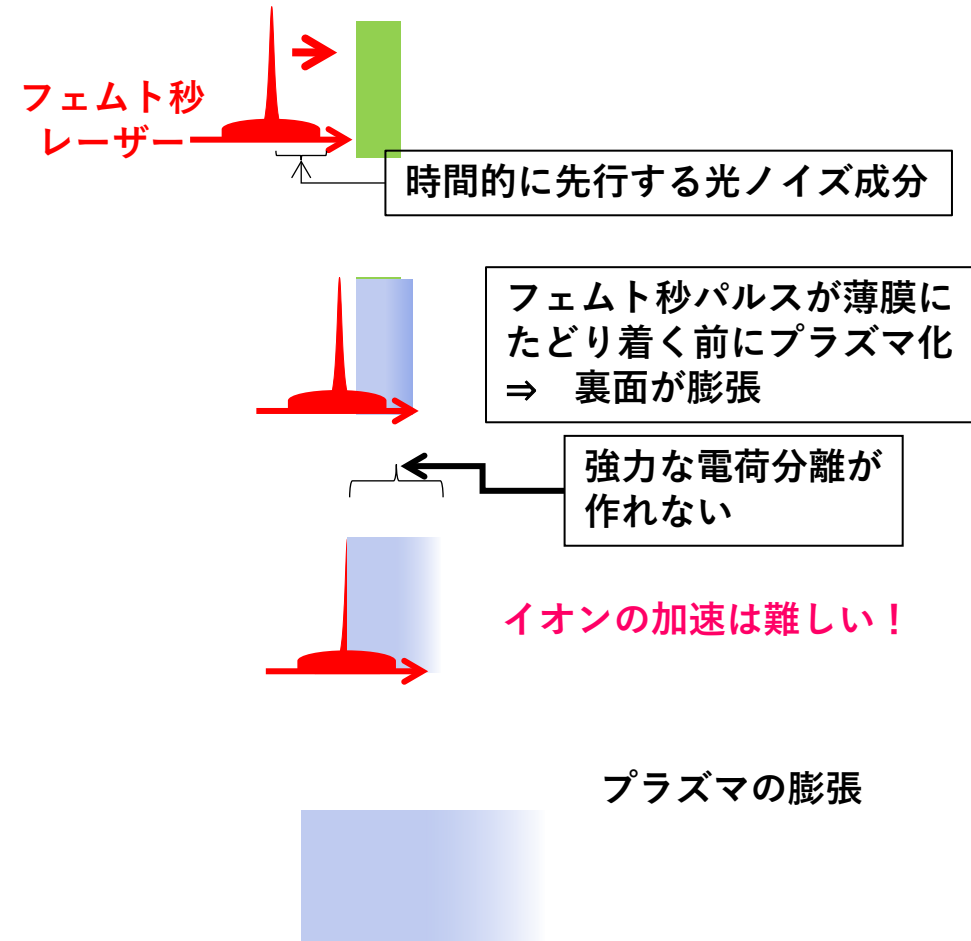 フェムト秒
レーザー
時間的に先行する光ノイズ成分
フェムト秒パルスが薄膜に
たどり着く前にプラズマ化
⇒　裏面が膨張
強力な電荷分離が
作れない
イオンの加速は難しい！
プラズマの膨張